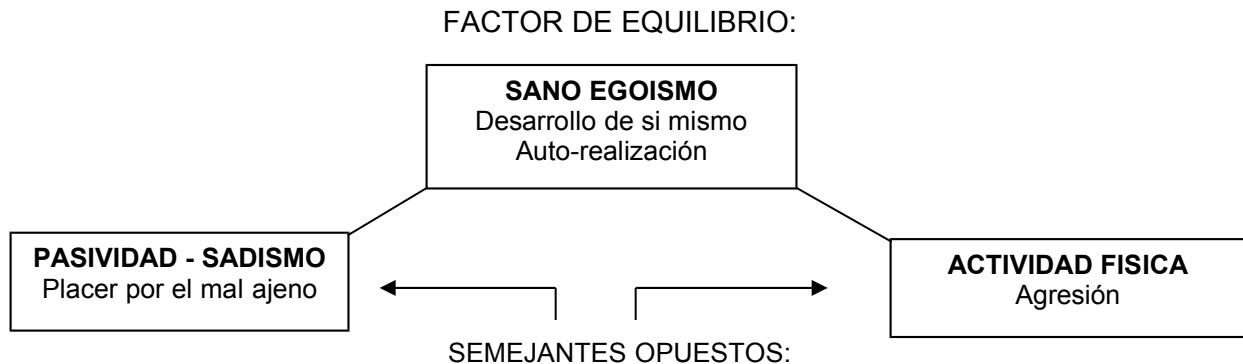 FACTOR DE EQUILIBRIO:
SANO EGOISMO
Desarrollo de si mismo
Auto-realización
PASIVIDAD - SADISMO
Placer por el mal ajeno
ACTIVIDAD FISICA
Agresión
SEMEJANTES OPUESTOS: